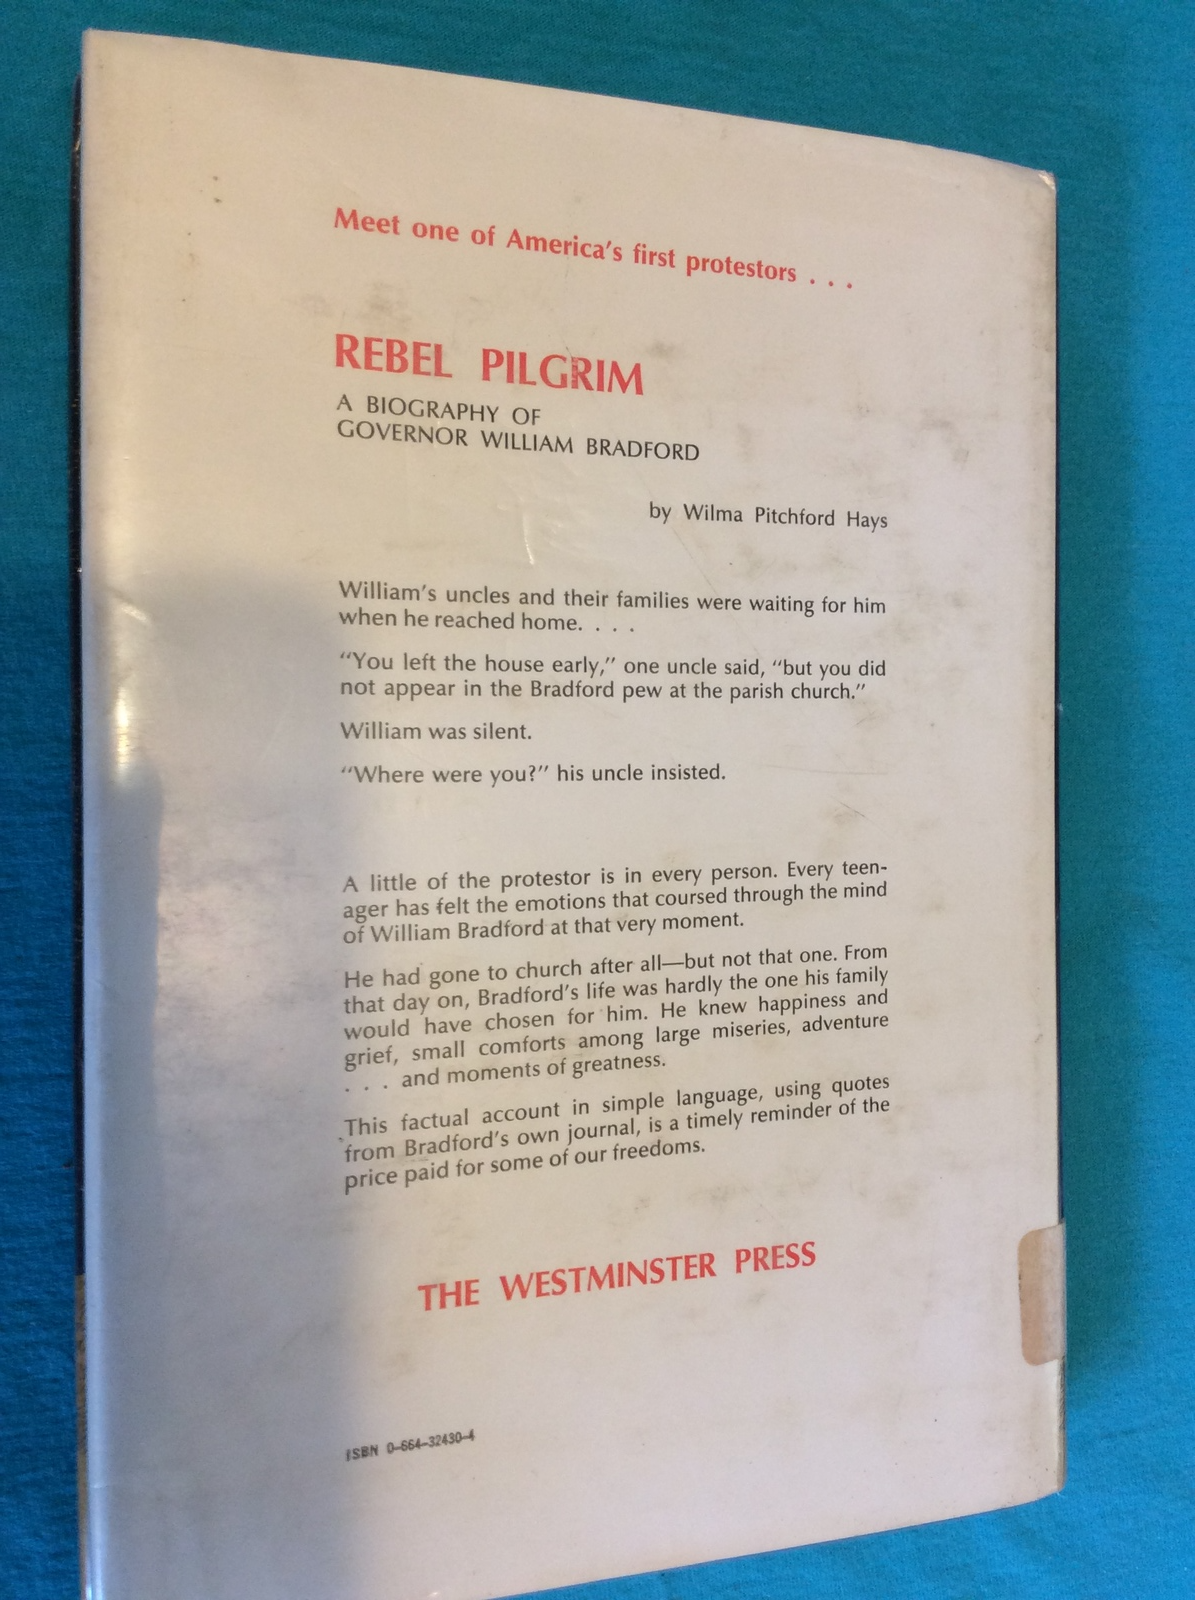 Meet one of America's first protestors . . .
REBEL PILGRIM
A BIOGRAPHY OF
GOVERNOR WILLIAM BRADFORD
by Wilma Pitchford Hays
William's uncles and their families were waiting for him
when he reached home. . . .
"You left the house early," one uncle said, "but you did
not appear in the Bradford pew at the parish church."
William was silent.
"Where were you?" his uncle insisted.
A little of the protestor is in every person. Every teen-
ager has felt the emotions that coursed through the mind
of William Bradford at that very moment.
He had gone to church after all—but not that one. From
that day on, Bradford's life was hardly the one his family
would have chosen for him. He knew happiness and
grief, small comforts among large miseries, adventure
. . . and moments of greatness.
This factual account in simple language, using quotes
from Bradford's own journal, is a timely reminder of the
price paid for some of our freedoms.
THE WESTMINSTER PRESS
ISBN 0-664-32430-4